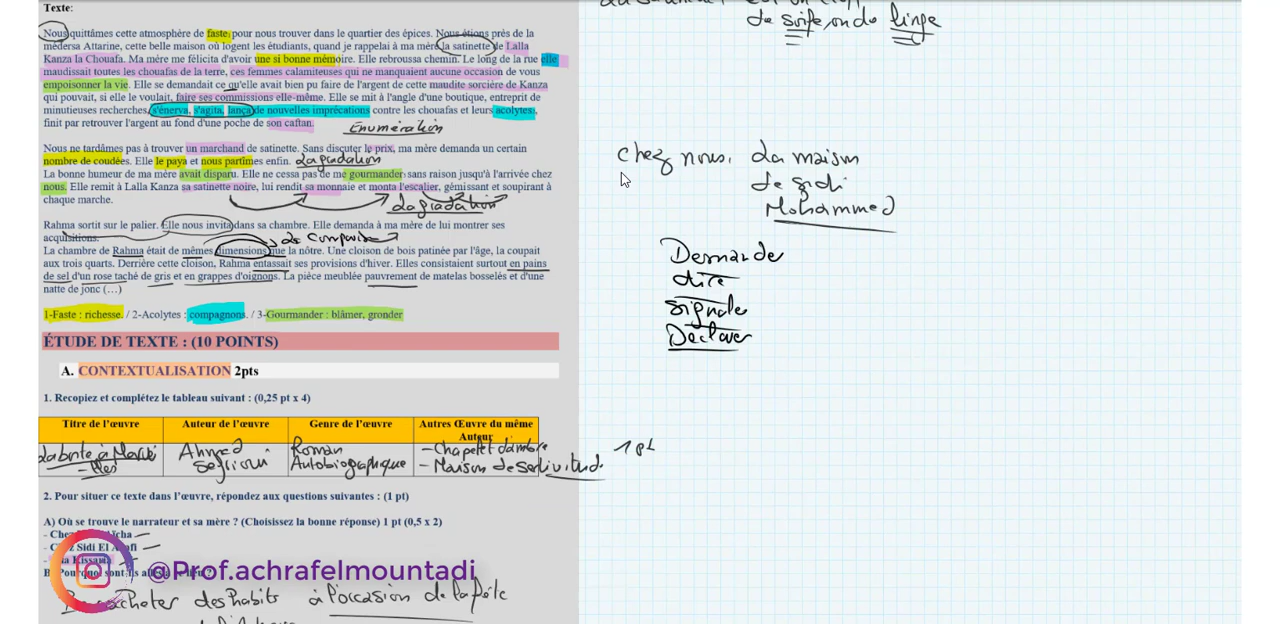 Texte:
de suite, on de linge
Nous quittâmes cette atmosphère de faste, pour nous trouver dans le quartier des épices. Nous étions près de la
médersa Attarine, cette belle maison où logent les étudiants, quand je rappelai à ma mère la satinette de Lalla
Kanza la Chouafa. Ma mère me félicita d'avoir une si bonne mémoire. Elle rebroussa chemin. Le long de la rue elle
maudissait toutes les chouafas de la terre, ces femmes calamiteuses qui ne manquaient aucune occasion de vous
empoisonner la vie. Elle se demandait ce qu'elle avait bien pu faire de l'argent de cette maudite sorcière de Kanza
qui pouvait, si elle le voulait, faire ses commissions elle-même. Elle se mit à l'angle d'une boutique, entreprit de
minutieuses recherches, s'énerva, s'agita, lança de nouvelles imprécations contre les chouafas et leurs acolytes,
finit par retrouver l'argent au fond d'une poche de son caftan.
Enumération
Nous ne tardâmes pas à trouver un marchand de satinette. Sans discuter le prix, ma mère demanda un certain
nombre de coudées. Elle le paya et nous partîmes enfin. La gradation
La bonne humeur de ma mère avait disparu. Elle ne cessa pas de me gourmander sans raison jusqu'à l'arrivée chez
nous. Elle remit à Lalla Kanza sa satinette noire, lui rendit sa monnaie et monta l'escalier, gémissant et soupirant à
chaque marche.
La gradation
Rahma sortit sur le palier. Elle nous invita dans sa chambre. Elle demanda à ma mère de lui montrer ses
acquisitions.
La chambre de Rahma était de mêmes dimensions que la nôtre. Une cloison de bois patinée par l'âge, la coupait
aux trois quarts. Derrière cette cloison, Rahma entassait ses provisions d'hiver. Elles consistaient surtout en pains
de sel d'un rose taché de gris et en grappes d'oignons. La pièce meublée pauvrement de matelas bosselés et d'une
natte de jonc (…)
1-Faste : richesse. / 2-Acolytes : compagnons. / 3-Gourmander : blâmer, gronder
chez nous. La maison
de sidi
Mohammed
Demander
dire
signaler
Déclarer
ÉTUDE DE TEXTE : (10 POINTS)
A. CONTEXTUALISATION 2pts
1. Recopiez et complétez le tableau suivant : (0,25 pt x 4)
Titre de l'œuvre Auteur de l'œuvre Genre de l'œuvre Autres Œuvre du même Auteur
La boîte à Mervei-lles Ahmed Sefrioui Roman Autobiographique - Chapelet d'ambre - Maison de servitude 1 pt
2. Pour situer ce texte dans l'œuvre, répondez aux questions suivantes : (1 pt)
A) Où se trouve le narrateur et sa mère ? (Choisissez la bonne réponse) 1 pt (0,5 x 2)
@Prof.achrafelmountadi
acheter des habits à l'occasion de la fête